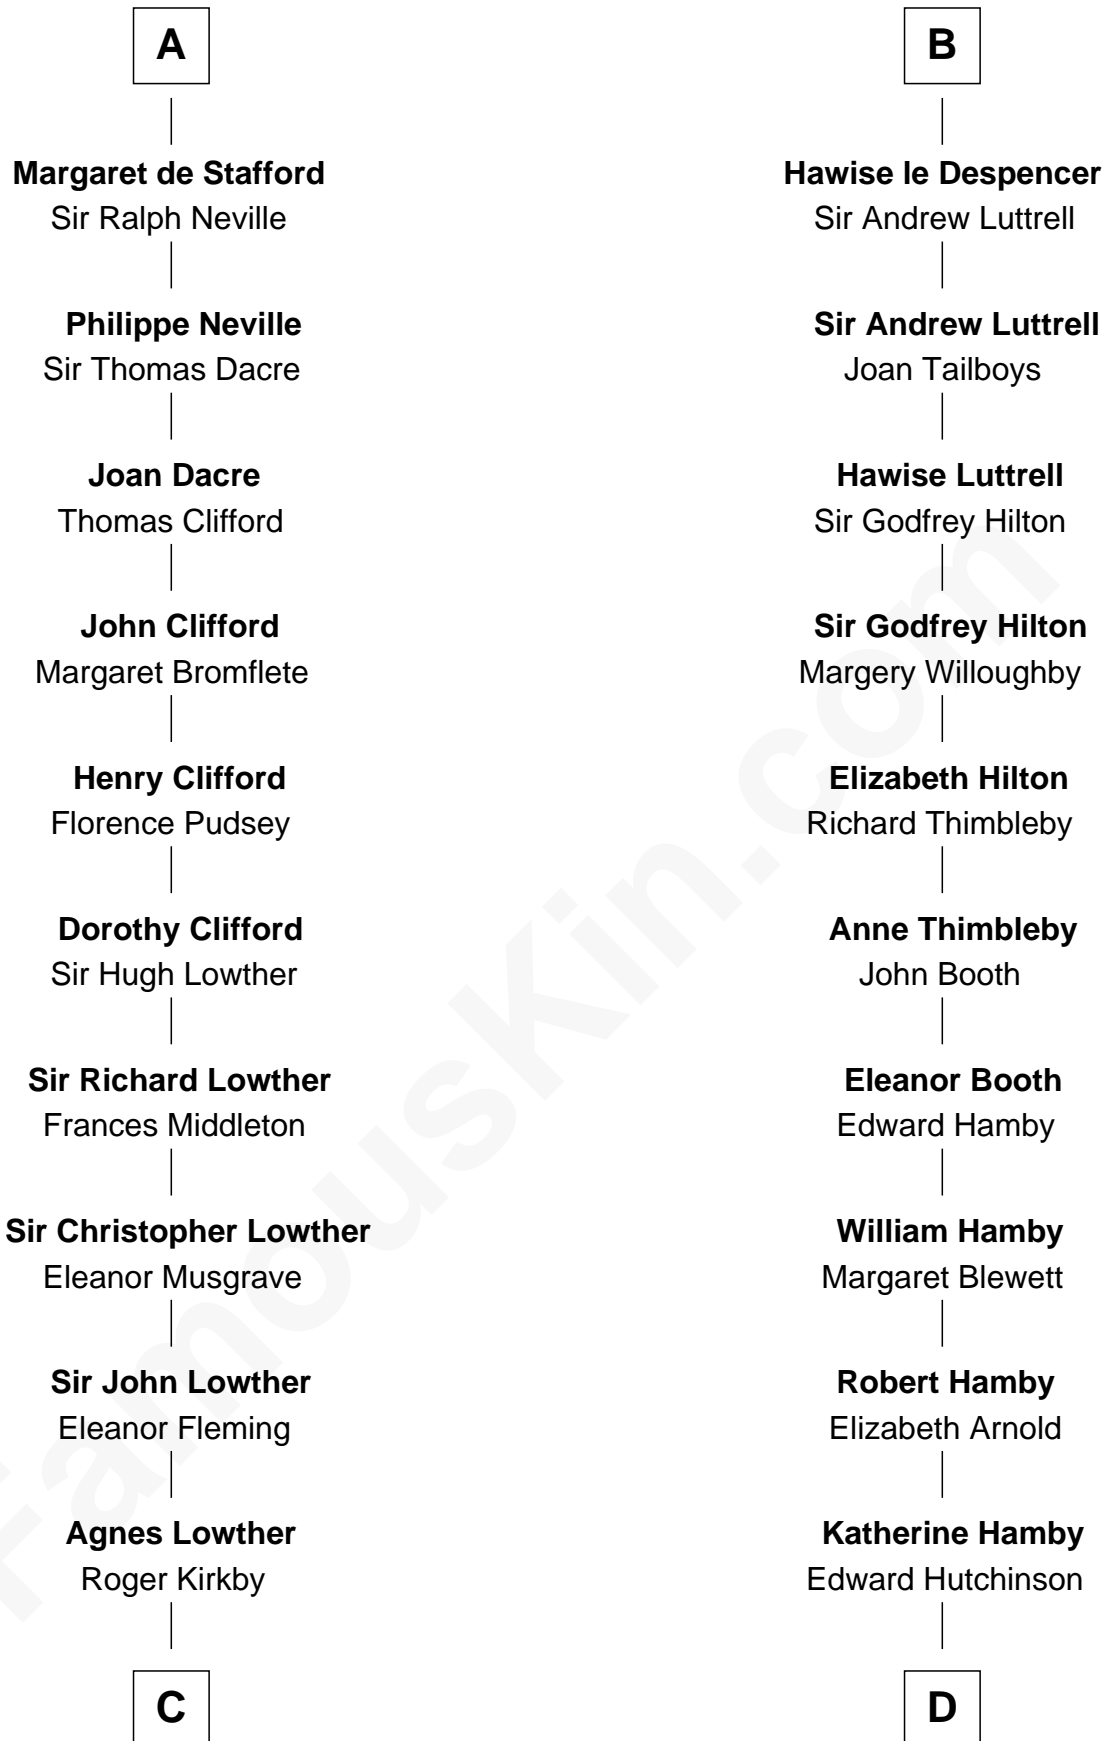 A
Margaret de Stafford
Sir Ralph Neville
Philippe Neville
Sir Thomas Dacre
Joan Dacre
Thomas Clifford
John Clifford
Margaret Bromflete
Henry Clifford
Florence Pudsey
Dorothy Clifford
Sir Hugh Lowther
Sir Richard Lowther
Frances Middleton
Sir Christopher Lowther
Eleanor Musgrave
Sir John Lowther
Eleanor Fleming
Agnes Lowther
Roger Kirkby
C
B
Hawise le Despencer
Sir Andrew Luttrell
Sir Andrew Luttrell
Joan Tailboys
Hawise Luttrell
Sir Godfrey Hilton
Sir Godfrey Hilton
Margery Willoughby
Elizabeth Hilton
Richard Thimbleby
Anne Thimbleby
John Booth
Eleanor Booth
Edward Hamby
William Hamby
Margaret Blewett
Robert Hamby
Elizabeth Arnold
Katherine Hamby
Edward Hutchinson
D
FamousKin.com